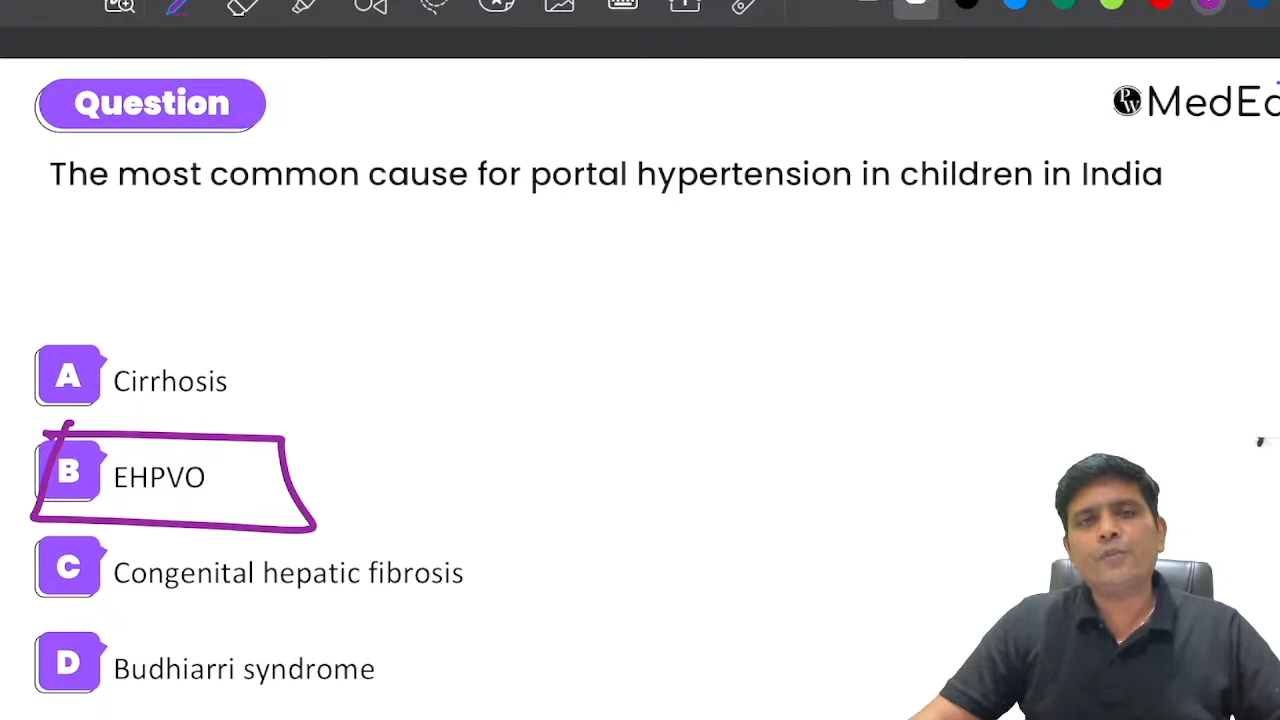 Question
MedEd
The most common cause for portal hypertension in children in India
A
Cirrhosis
B
EHPVO
C
Congenital hepatic fibrosis
D
Budhiarri syndrome